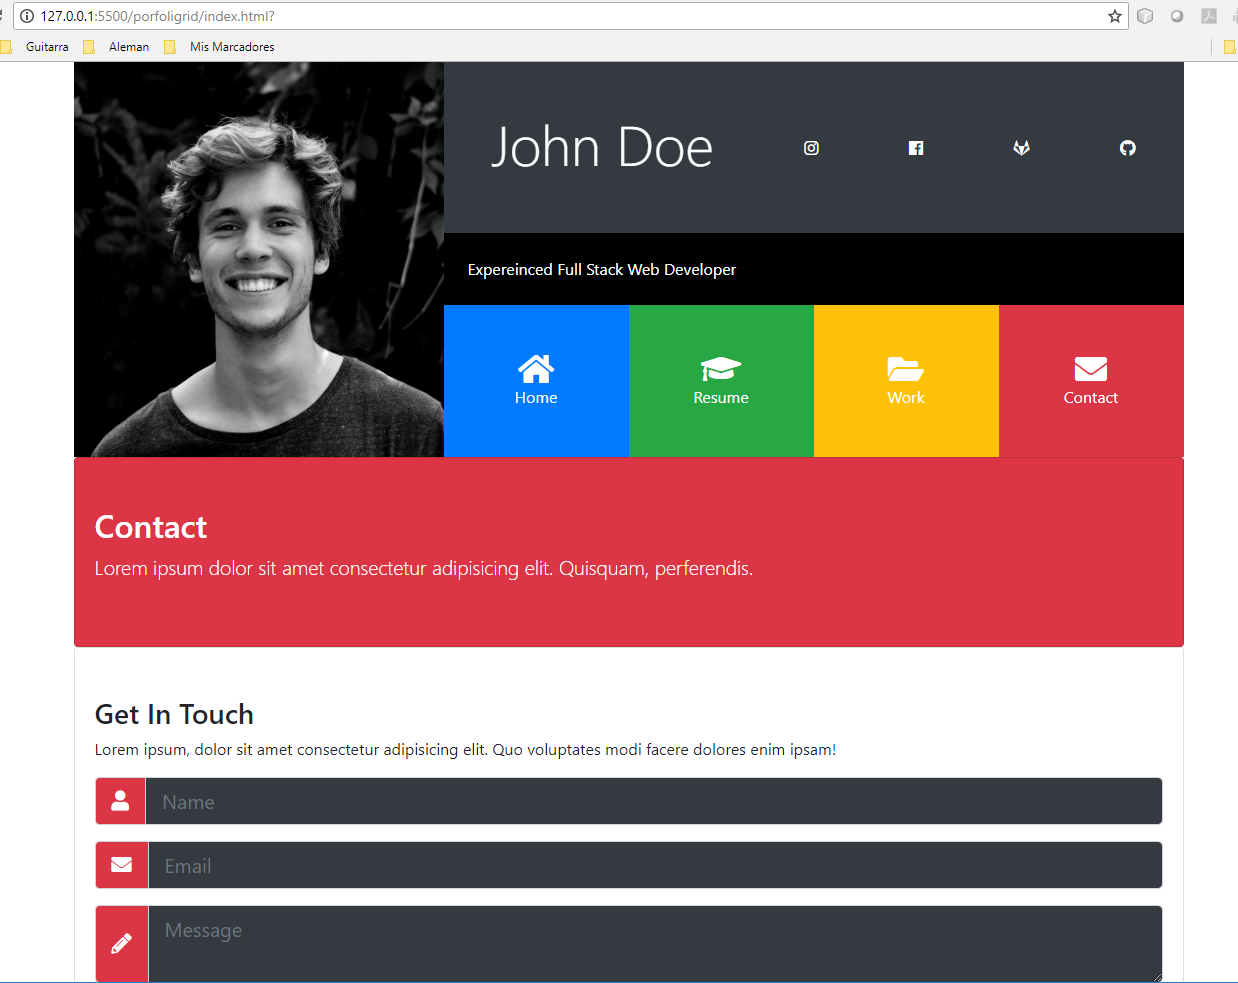 127.0.0.1:5500/porfoligrid/index.html?
Guitarra Aleman Mis Marcadores
John Doe
Expereinced Full Stack Web Developer
Home Resume Work Contact
Contact
Lorem ipsum dolor sit amet consectetur adipisicing elit. Quisquam, perferendis.
Get In Touch
Lorem ipsum, dolor sit amet consectetur adipisicing elit. Quo voluptates modi facere dolores enim ipsam!
Name
Email
Message